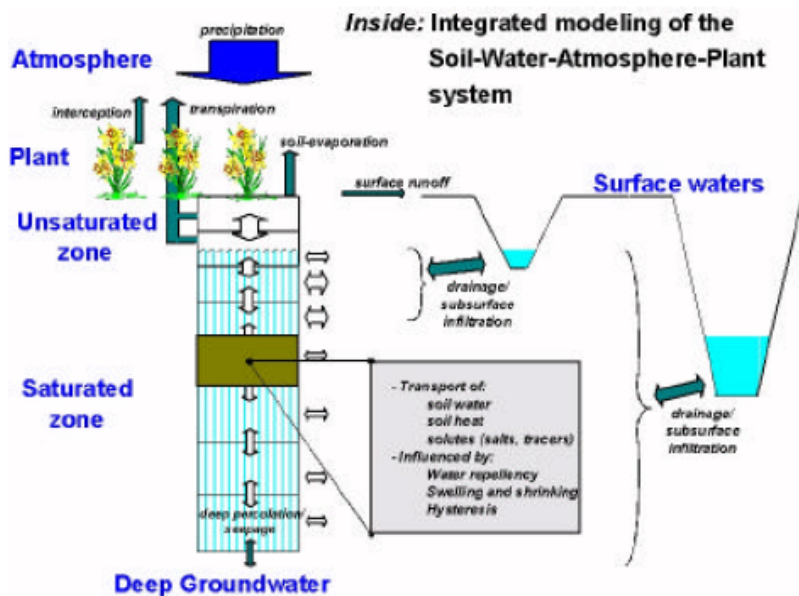 Inside: Integrated modeling of the
Soil-Water-Atmosphere-Plant
system
precipitation
Atmosphere
interception
transpiration
Plant
soil-evaporation
surface runoff
Surface waters
Unsaturated
zone
drainage/
subsurface
infiltration
Saturated
zone
- Transport of:
soil water
soil heat
solutes (salts, tracers)
-Influenced by:
Water repellency
Swelling and shrinking
Hysteresis
drainage/
subsurface
infiltration
deep percolation/
seepage
Deep Groundwater